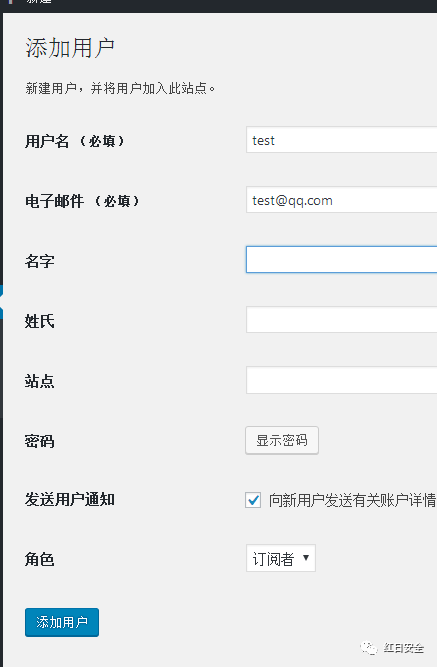 新建
添加用户
新建用户，并将用户加入此站点。
用户名（必填） test
电子邮件（必填） test@qq.com
名字
姓氏
站点
密码 显示密码
发送用户通知 向新用户发送有关账户详情
角色 订阅者
添加用户
红日安全